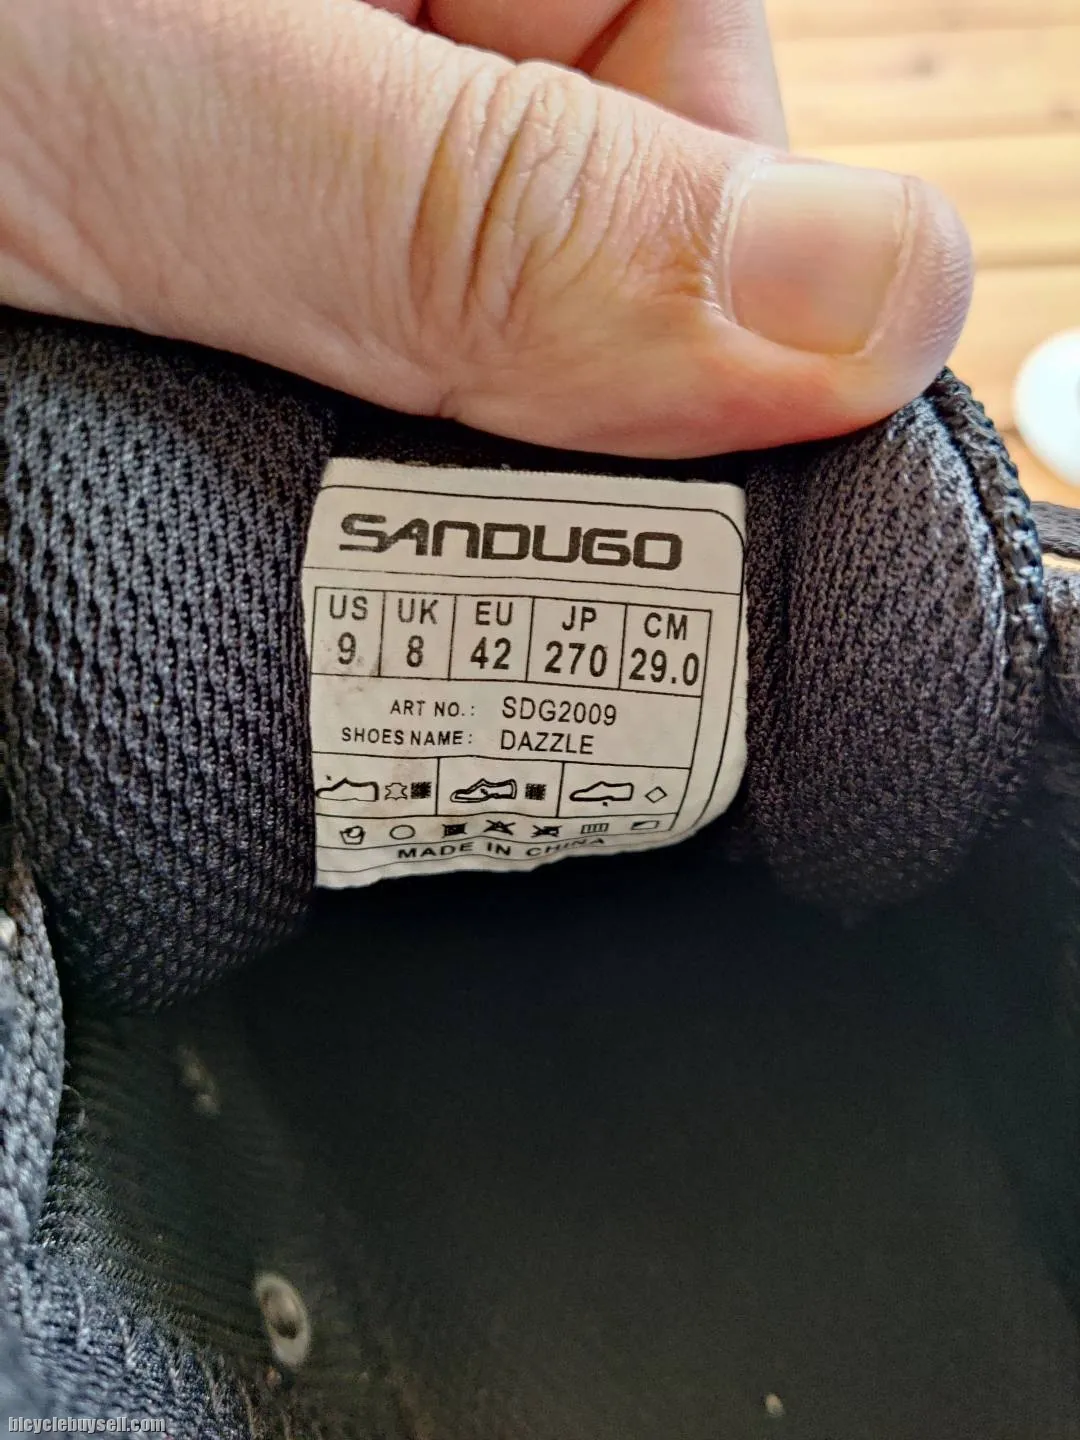 SANDUGO
US UK EU JP CM
9 8 42 270 29.0
ART NO.: SDG2009
SHOES NAME: DAZZLE
MADE IN CHINA
bicyclebuysell.com